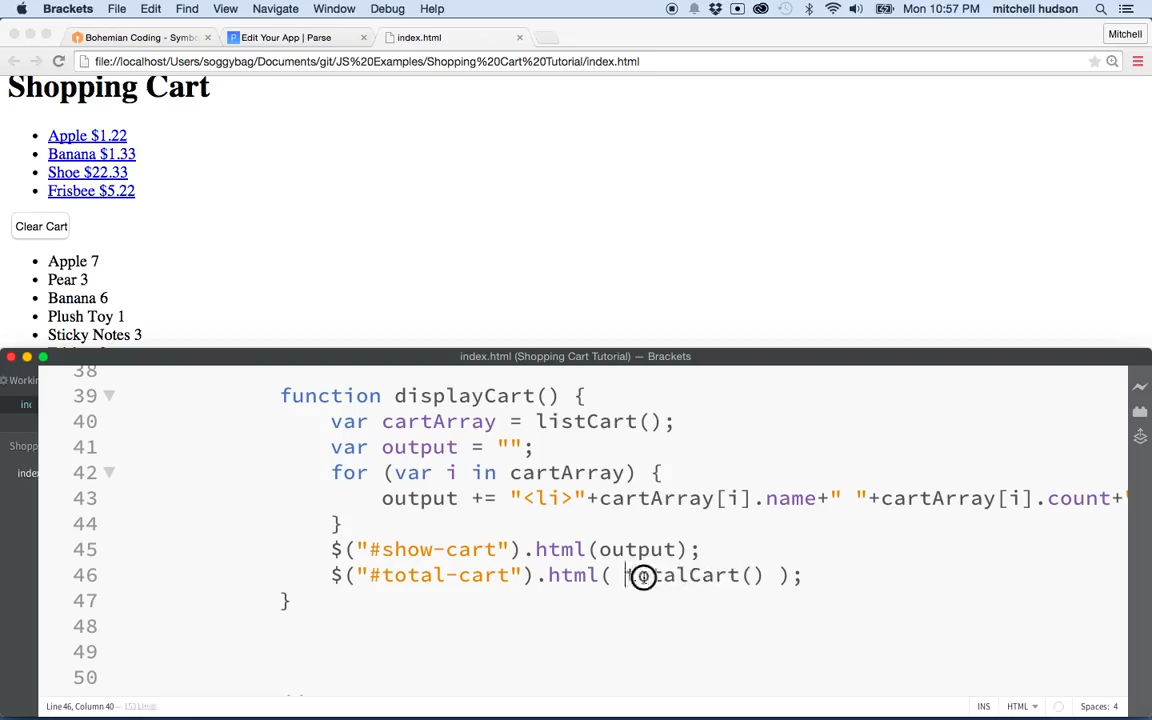 Brackets File Edit View Navigate Window Debug Help Mon 10:57 PM mitchell hudson
Bohemian Coding - Symbo Edit Your App | Parse index.html Mitchell
file://localhost/Users/soggybag/Documents/git/JS%20Examples/Shopping%20Cart%20Tutorial/index.html
Shopping Cart
Apple $1.22
Banana $1.33
Shoe $22.33
Frisbee $5.22
Clear Cart
Apple 7
Pear 3
Banana 6
Plush Toy 1
Sticky Notes 3
index.html (Shopping Cart Tutorial) — Brackets
38
39 function displayCart() {
40 var cartArray = listCart();
41 var output = "";
42 for (var i in cartArray) {
43 output += "<li>"+cartArray[i].name+" "+cartArray[i].count+"
44 }
45 $("#show-cart").html(output);
46 $("#total-cart").html( totalCart() );
47 }
48
49
50
Workin
ind
Shopp
index
Line 46, Column 40 — 153 Lines INS HTML Spaces: 4